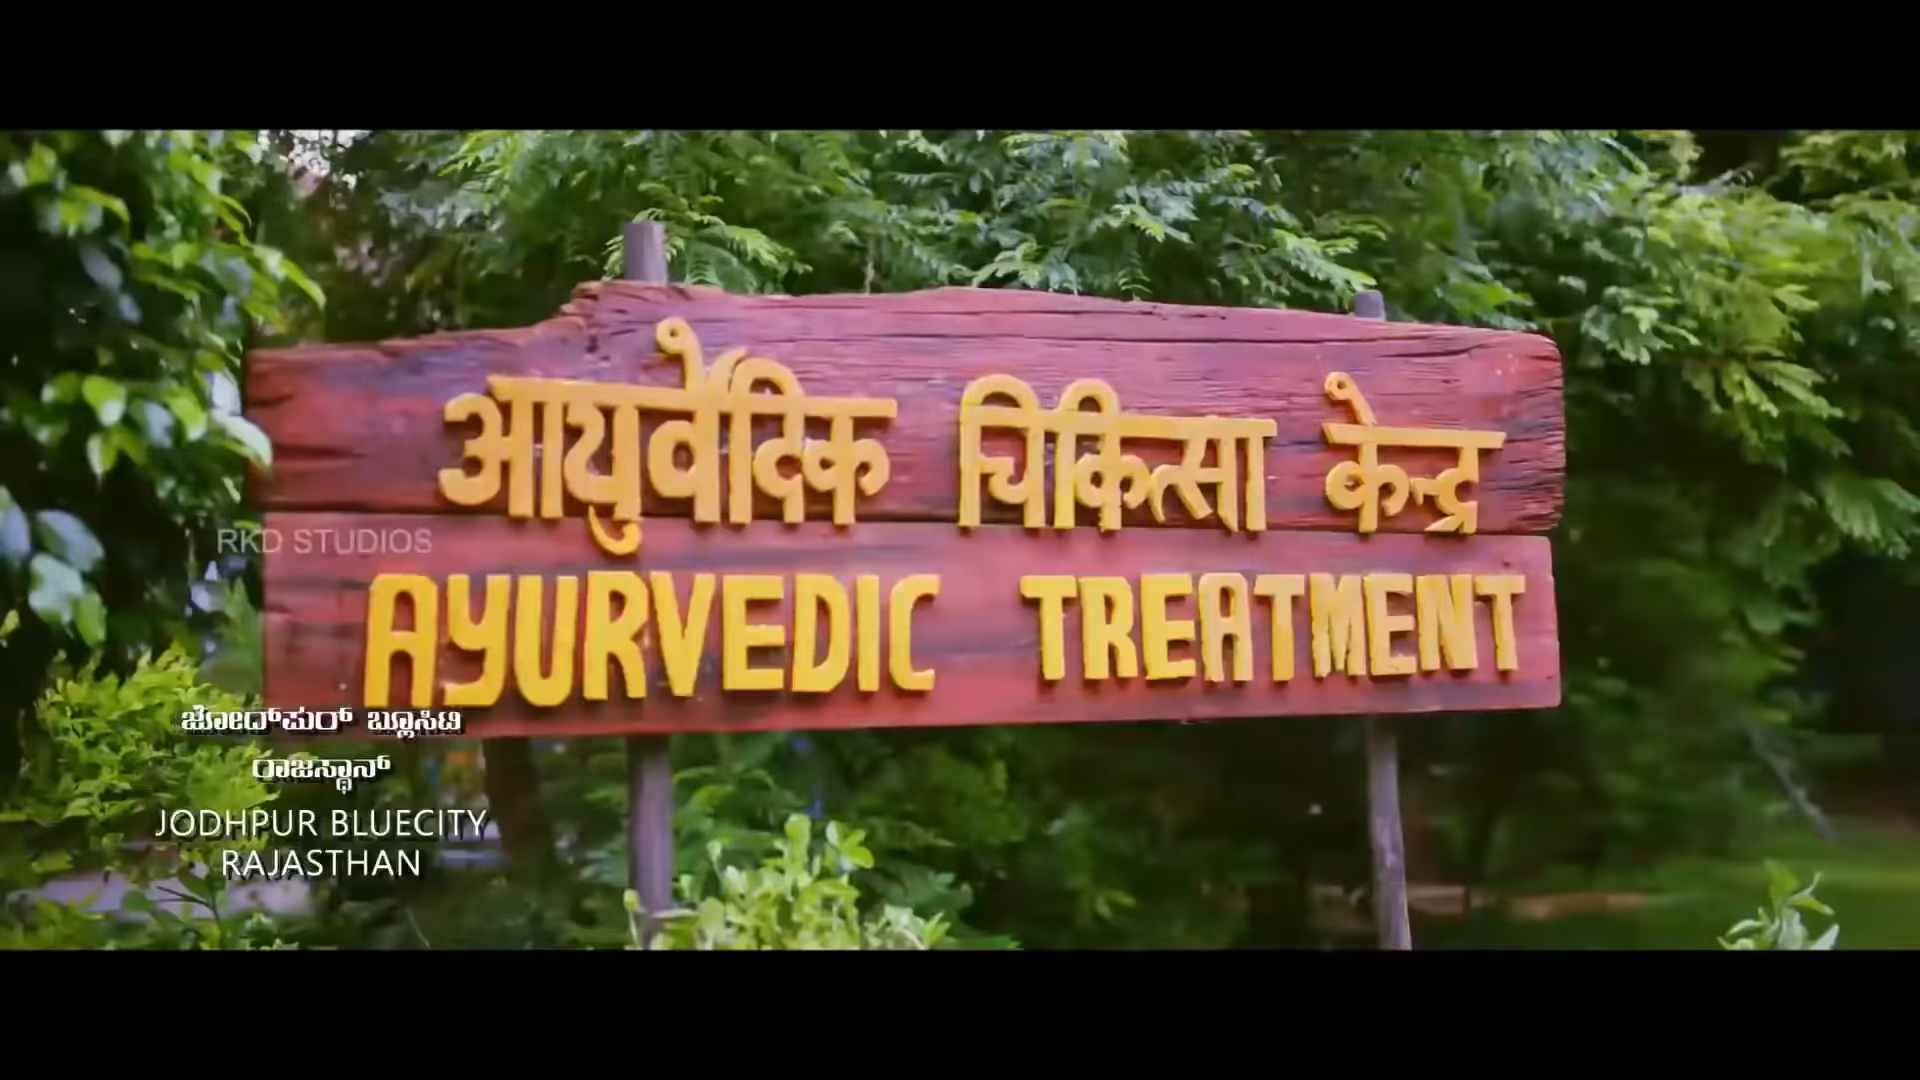 आयुर्वेदिक चिकित्सा केन्द्र
AYURVEDIC TREATMENT
RKD STUDIOS
ಜೋದ್‌ಪುರ್ ಬ್ಲೂಸಿಟಿ
ರಾಜಸ್ಥಾನ್
JODHPUR BLUECITY
RAJASTHAN